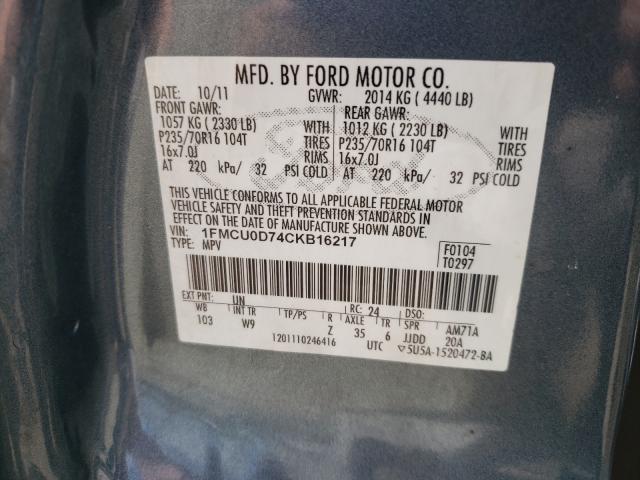 MFD. BY FORD MOTOR CO.
DATE: 10/11 GVWR: 2014 KG ( 4440 LB)
FRONT GAWR: REAR GAWR:
1057 KG ( 2330 LB) WITH 1012 KG ( 2230 LB) WITH
P235/70R16 104T TIRES P235/70R16 104T TIRES
16x7.0J RIMS 16x7.0J RIMS
AT 220 kPa/ 32 PSI COLD AT 220 kPa/ 32 PSI COLD
Ford
THIS VEHICLE CONFORMS TO ALL APPLICABLE FEDERAL MOTOR
VEHICLE SAFETY AND THEFT PREVENTION STANDARDS IN
EFFECT ON THE DATE OF MANUFACTURE SHOWN ABOVE.
VIN: 1FMCU0D74CKB16217
TYPE: MPV
F0104
T0297
EXT PNT: UN RC: 24 DSO:
WB INT TR TP/PS R AXLE TR SPR AM71A
103 W9 Z 35 6 JJDD 20A
1201110246416 UTC ▽5U5A-1520472-BA